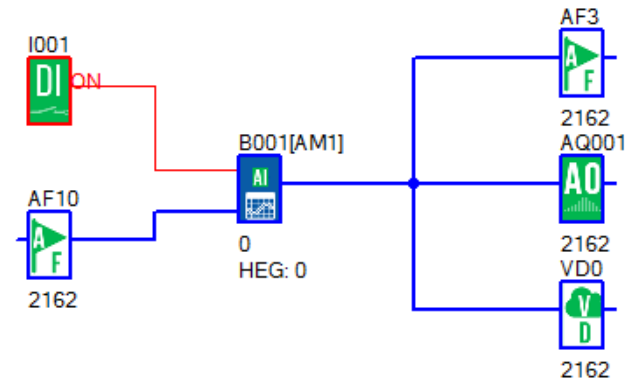 I001
DI
ON
AF10
A
F
2162
B001[AM1]
AI
0
HEG: 0
AF3
A
F
2162
AQ001
AO
2162
VD0
V
D
2162